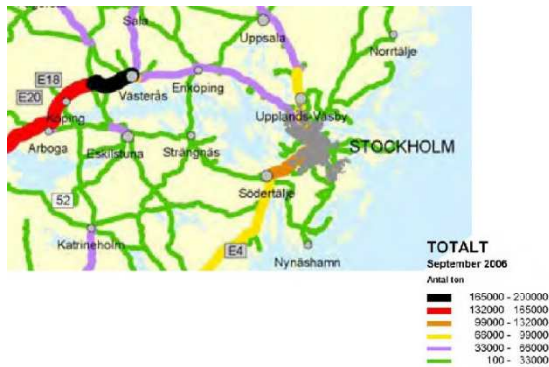 Sala
Uppsala
Norrtälje
E18
E20
Västerås
Enköping
Köping
Upplands-Väsby
Arboga
Eskilstuna
Strängnäs
STOCKHOLM
52
Södertälje
Katrineholm
E4
Nynäshamn
TOTALT
September 2006
Antal ton
165000 - 200000
132000 - 165000
99000 - 132000
66000 - 99000
33000 - 66000
100 - 33000